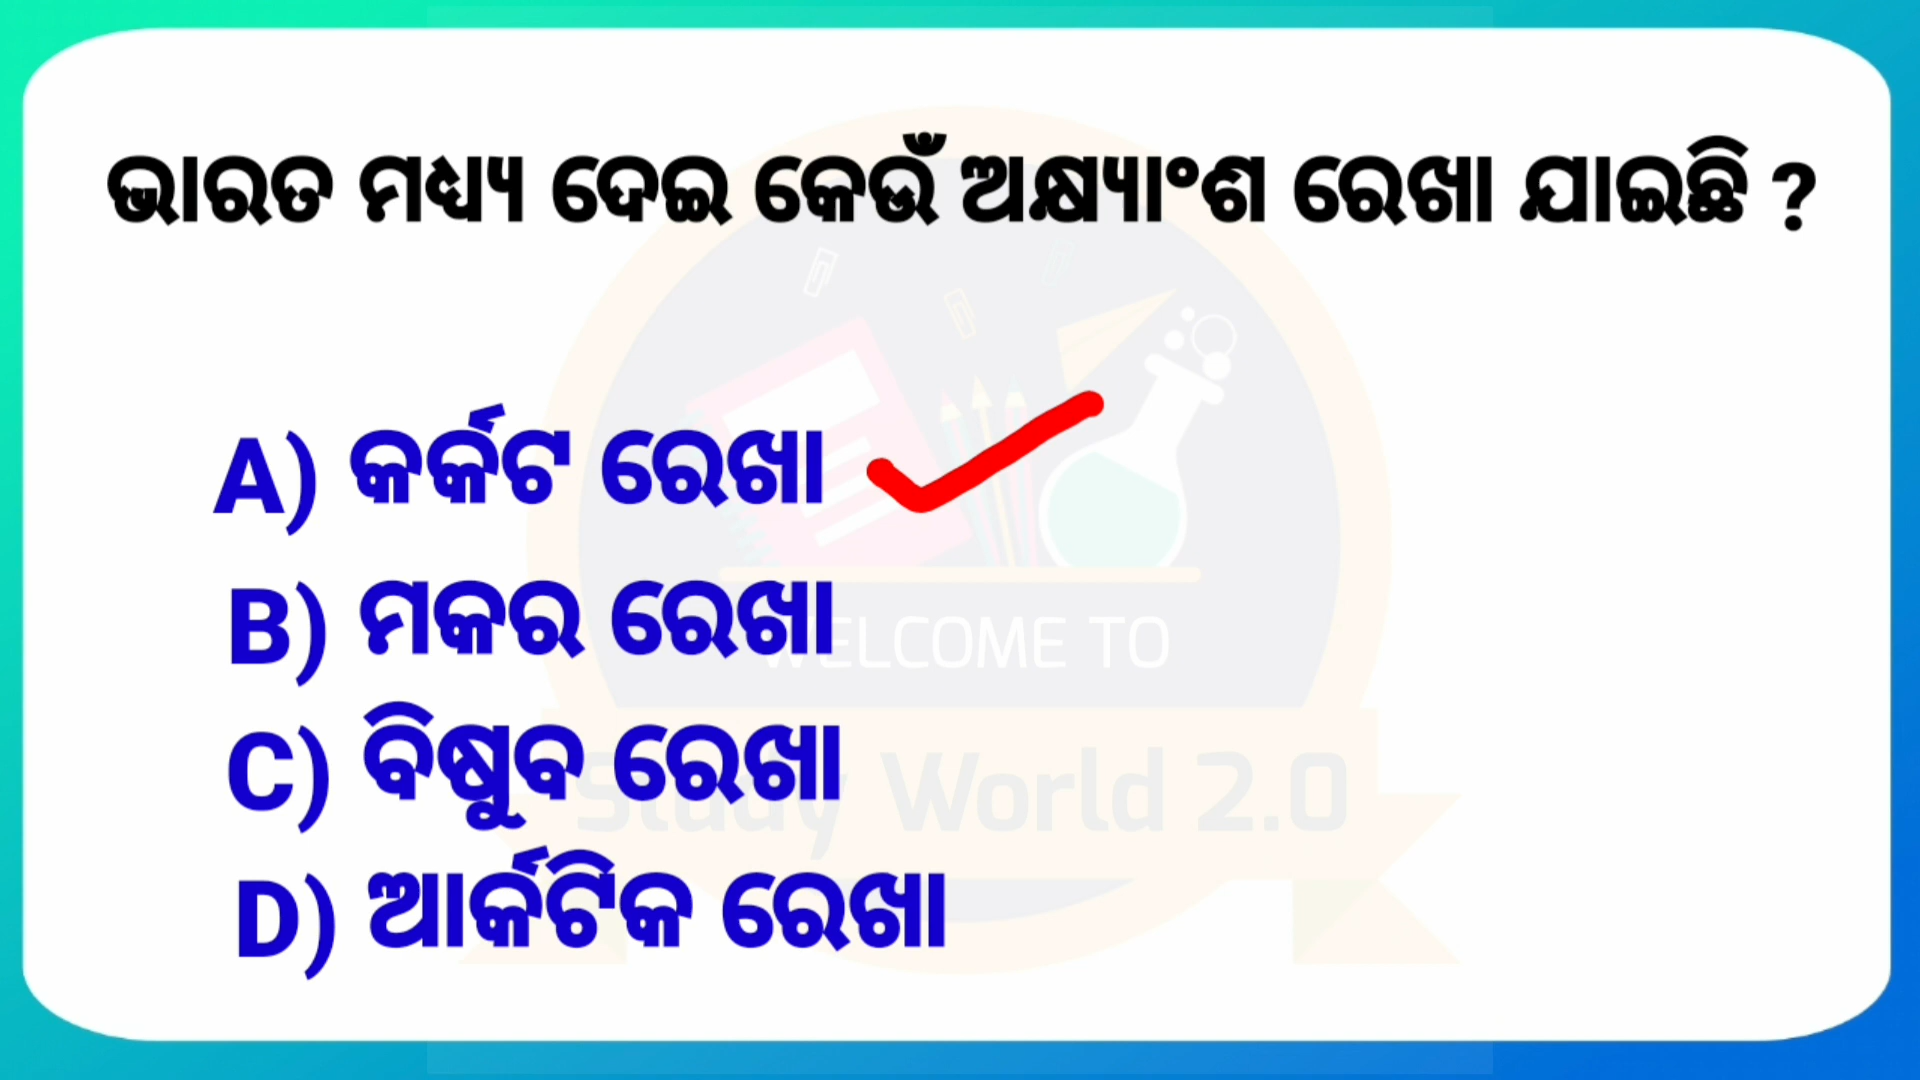 ଭାରତ ମଧ୍ୟ ଦେଇ କେଉଁ ଅକ୍ଷ୍ୟାଂଶ ରେଖା ଯାଇଛି ?
A) କର୍କଟ ରେଖା
B) ମକର ରେଖା
WELCOME TO
C) ବିଷୁବ ରେଖା
Study World 2.0
D) ଆର୍କଟିକ ରେଖା